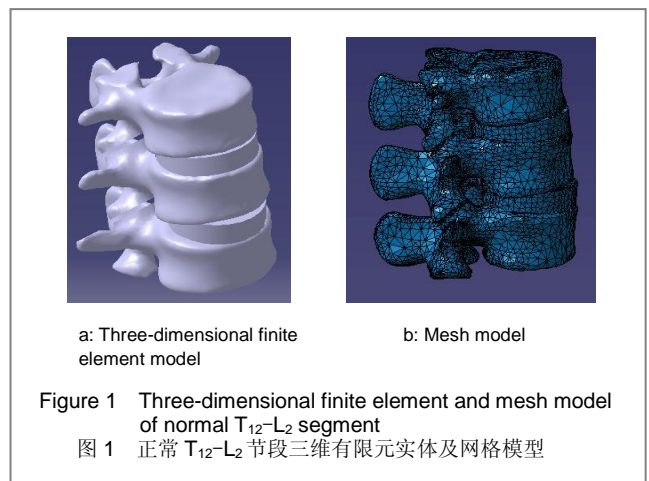 a: Three-dimensional finite
element model
b: Mesh model
Figure 1 Three-dimensional finite element and mesh model
of normal T₁₂-L₂ segment
图 1 正常 T₁₂-L₂ 节段三维有限元实体及网格模型